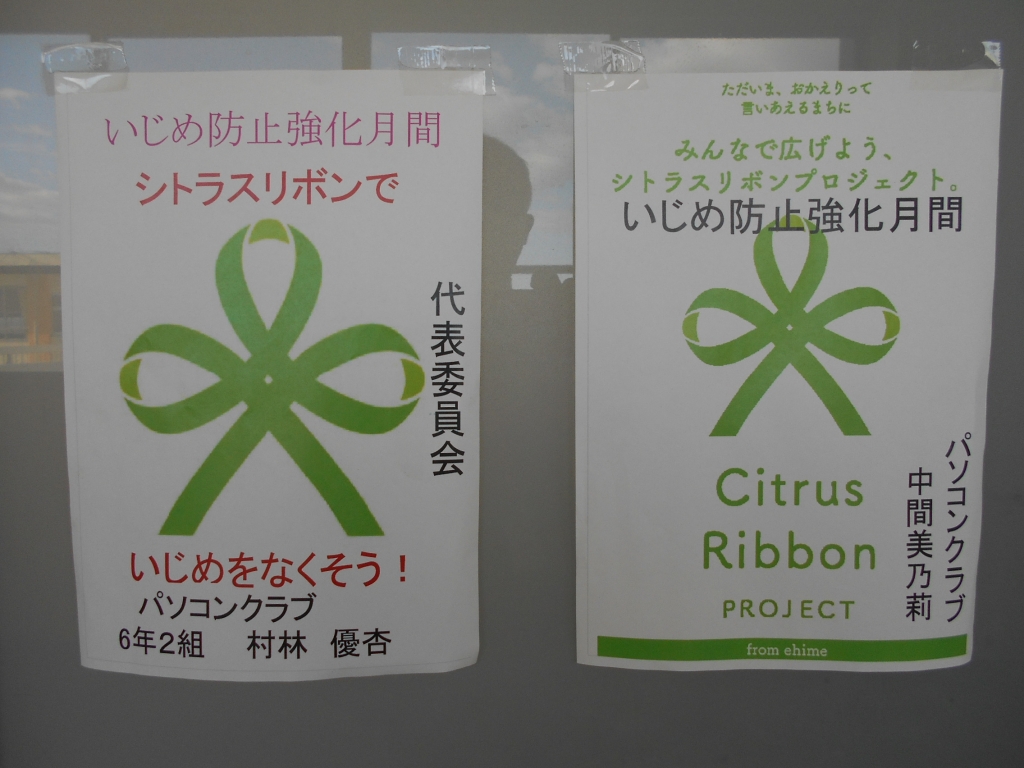 いじめ防止強化月間
シトラスリボンで
代表委員会
いじめをなくそう！
パソコンクラブ
6年2組 村林 優杏
ただいま、おかえりって
言いあえるまちに
みんなで広げよう、
シトラスリボンプロジェクト。
いじめ防止強化月間
Citrus
Ribbon
PROJECT
パソコンクラブ
中間美乃莉
from ehime